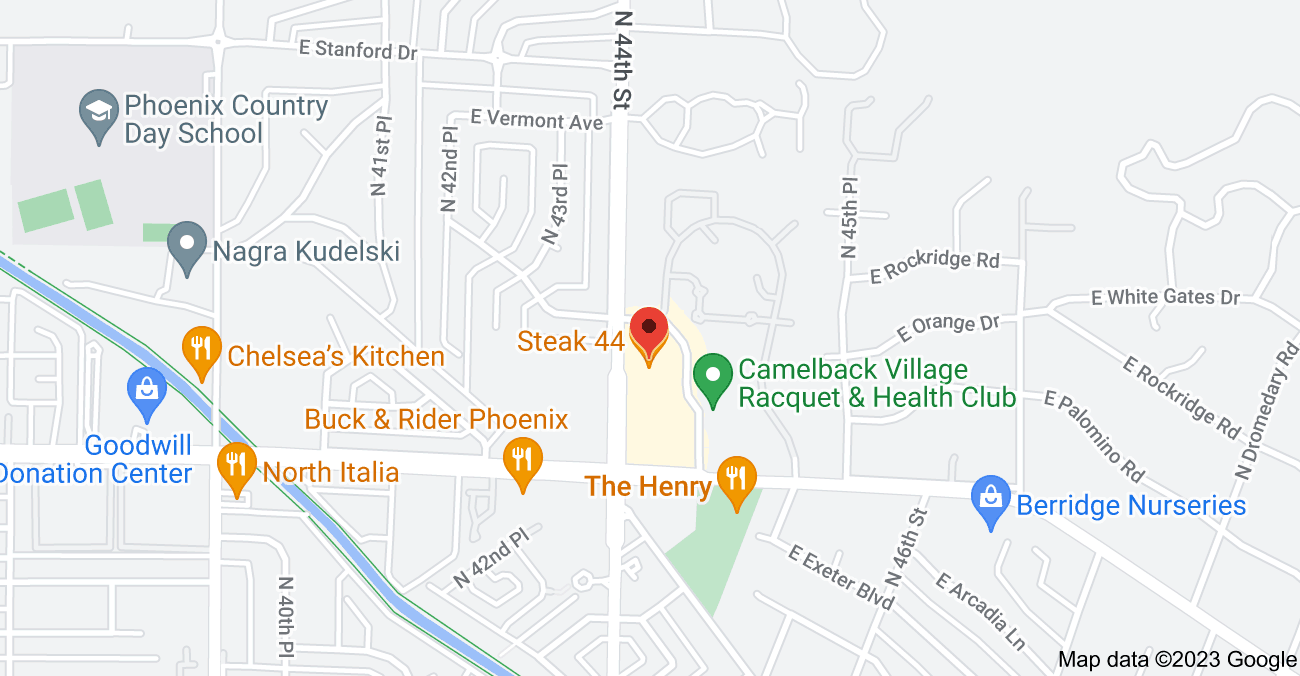 N 44th St
E Stanford Dr
Phoenix Country
Day School
E Vermont Ave
N 41st Pl
N 42nd Pl
N 43rd Pl
N 45th Pl
Nagra Kudelski
E Rockridge Rd
E White Gates Dr
E Orange Dr
Steak 44
Chelsea's Kitchen
Camelback Village
Racquet & Health Club
E Rockridge Rd
N Dromedary Rd
Buck & Rider Phoenix
E Palomino Rd
Goodwill
Donation Center
North Italia
The Henry
Berridge Nurseries
N 42nd Pl
N 46th St
E Exeter Blvd
E Arcadia Ln
N 40th Pl
Map data ©2023 Google